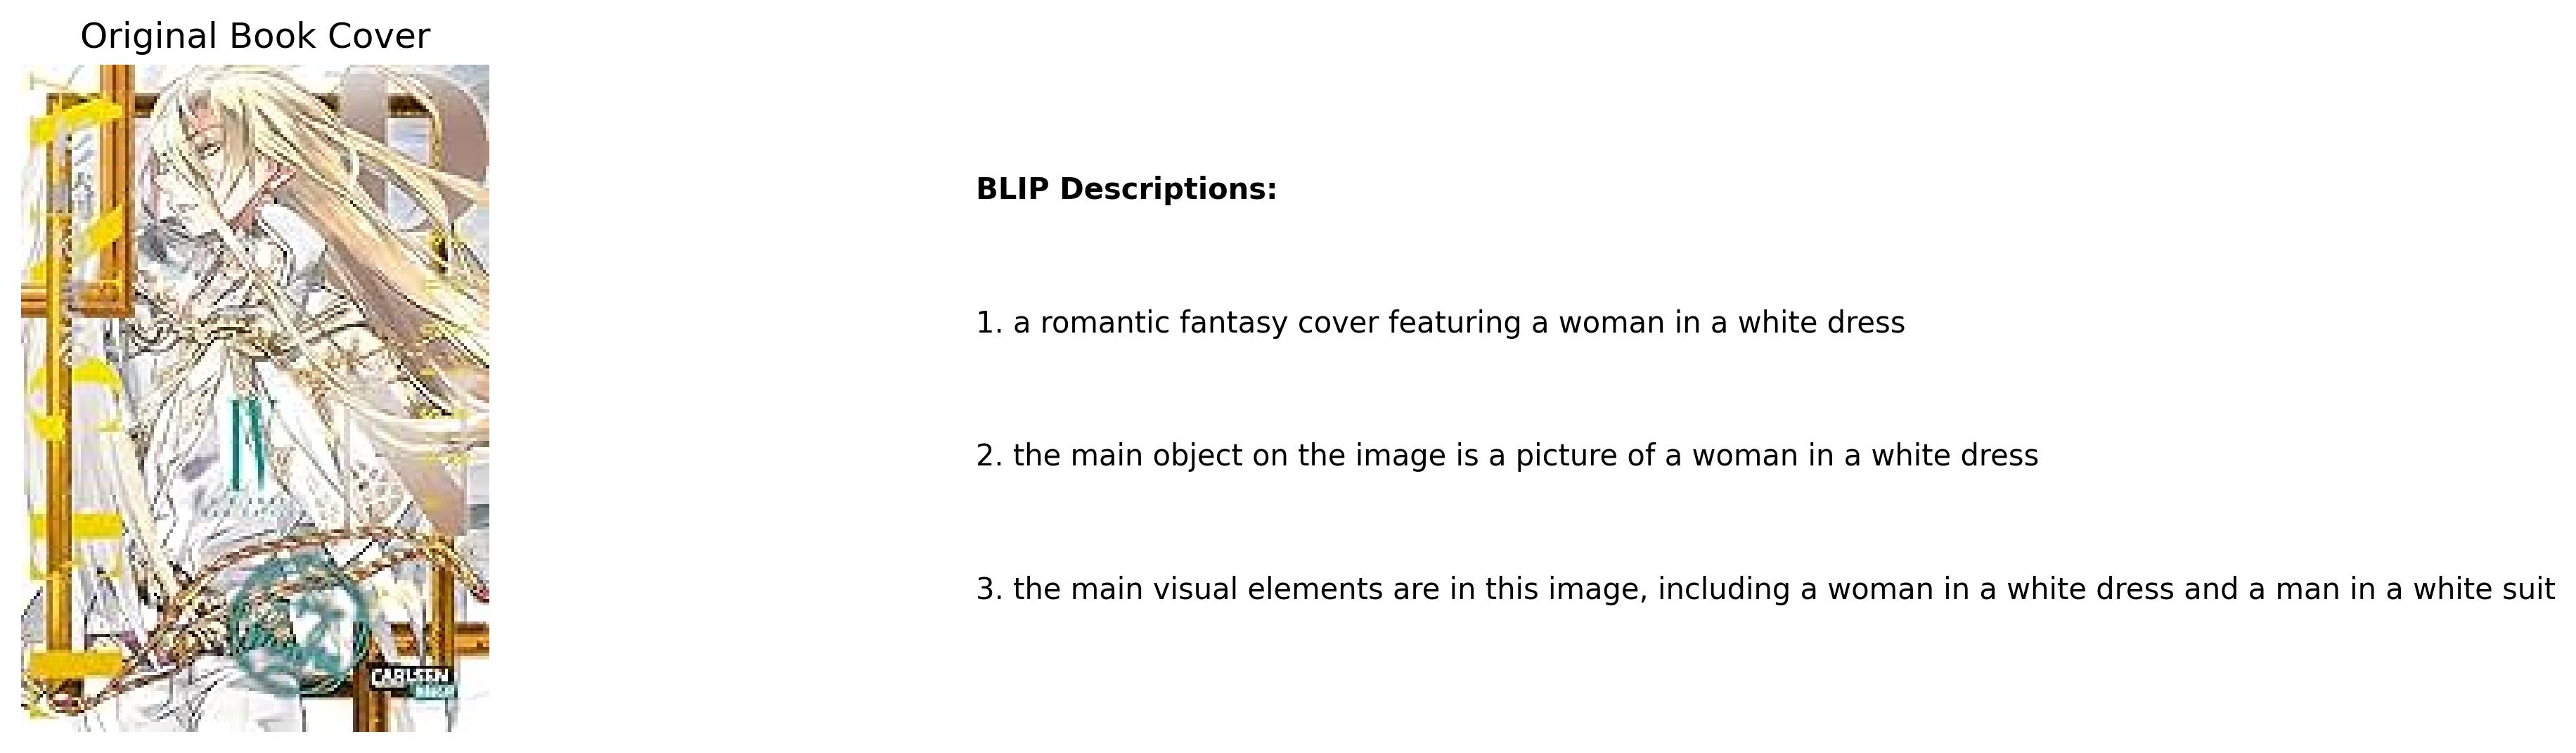 Original Book Cover
BLIP Descriptions:
1. a romantic fantasy cover featuring a woman in a white dress
2. the main object on the image is a picture of a woman in a white dress
3. the main visual elements are in this image, including a woman in a white dress and a man in a white suit
IV
CARLSEN
MANGA!